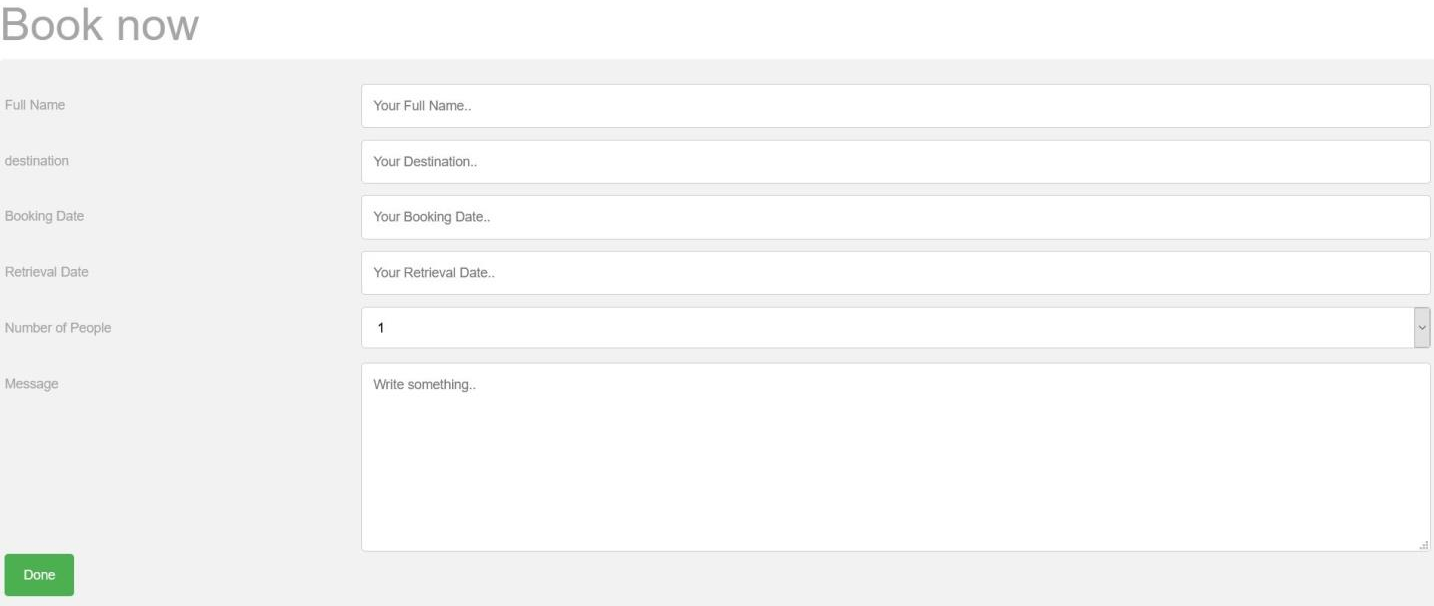 Book now
Full Name
Your Full Name..
destination
Your Destination..
Booking Date
Your Booking Date..
Retrieval Date
Your Retrieval Date..
Number of People
1
Message
Write something..
Done